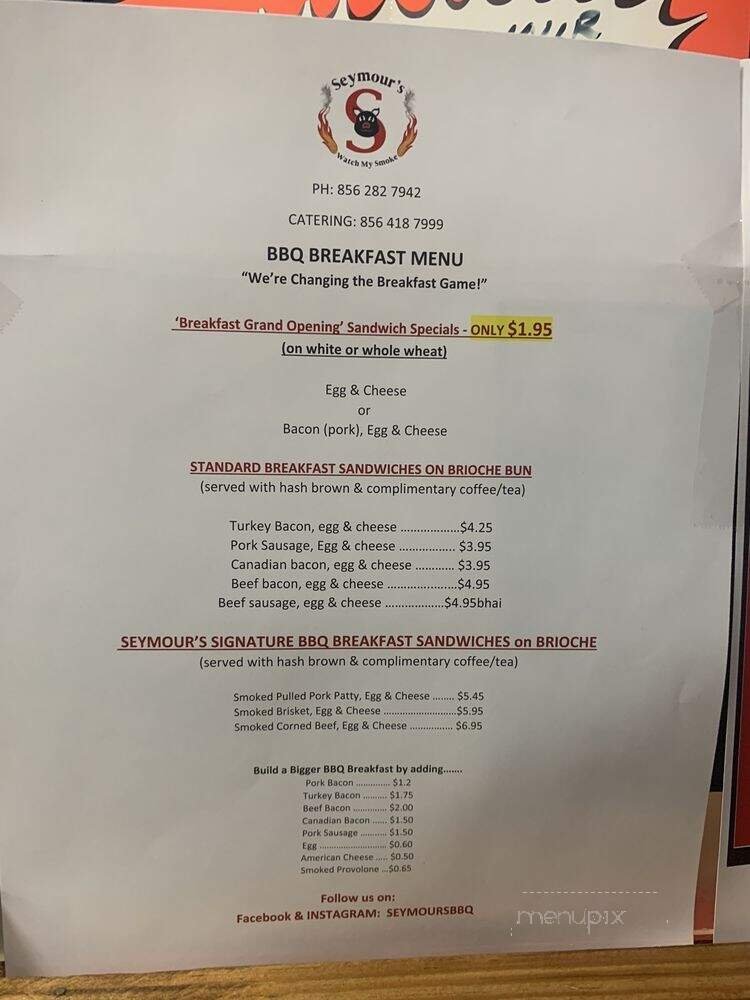 Seymour's
S
Watch My Smoke
PH: 856 282 7942
CATERING: 856 418 7999
BBQ BREAKFAST MENU
“We’re Changing the Breakfast Game!”
‘Breakfast Grand Opening’ Sandwich Specials - ONLY $1.95
(on white or whole wheat)
Egg & Cheese
or
Bacon (pork), Egg & Cheese
STANDARD BREAKFAST SANDWICHES ON BRIOCHE BUN
(served with hash brown & complimentary coffee/tea)
Turkey Bacon, egg & cheese ..................$4.25
Pork Sausage, Egg & cheese ................. $3.95
Canadian bacon, egg & cheese ............ $3.95
Beef bacon, egg & cheese .....................$4.95
Beef sausage, egg & cheese ..................$4.95bhai
SEYMOUR’S SIGNATURE BBQ BREAKFAST SANDWICHES on BRIOCHE
(served with hash brown & complimentary coffee/tea)
Smoked Pulled Pork Patty, Egg & Cheese ........ $5.45
Smoked Brisket, Egg & Cheese ...........................$5.95
Smoked Corned Beef, Egg & Cheese ................ $6.95
Build a Bigger BBQ Breakfast by adding.......
Pork Bacon .............. $1.2
Turkey Bacon .......... $1.75
Beef Bacon .............. $2.00
Canadian Bacon ...... $1.50
Pork Sausage ........... $1.50
Egg ........................... $0.60
American Cheese ..... $0.50
Smoked Provolone ...$0.65
Follow us on:
Facebook & INSTAGRAM: SEYMOURSBBQ
menupix